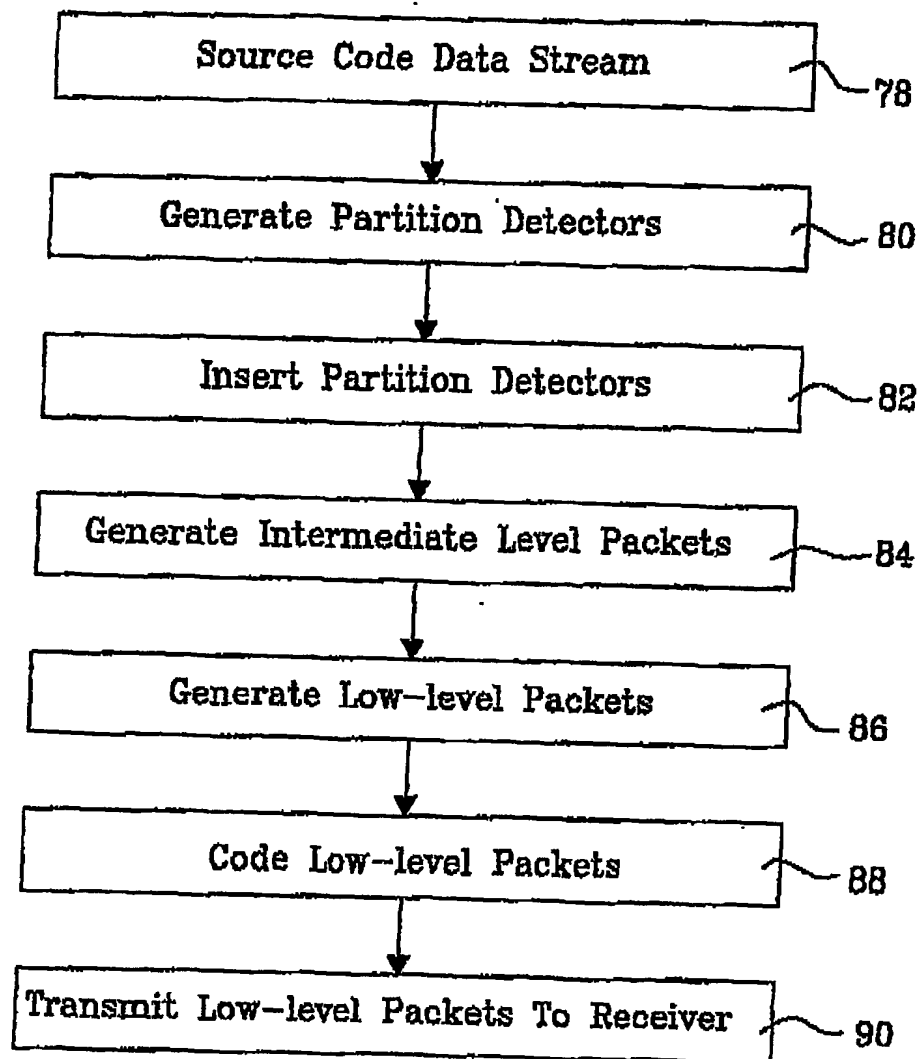 Source Code Data Stream
78
Generate Partition Detectors
80
Insert Partition Detectors
82
Generate Intermediate Level Packets
84
Generate Low-level Packets
86
Code Low-level Packets
88
Transmit Low-level Packets To Receiver
90